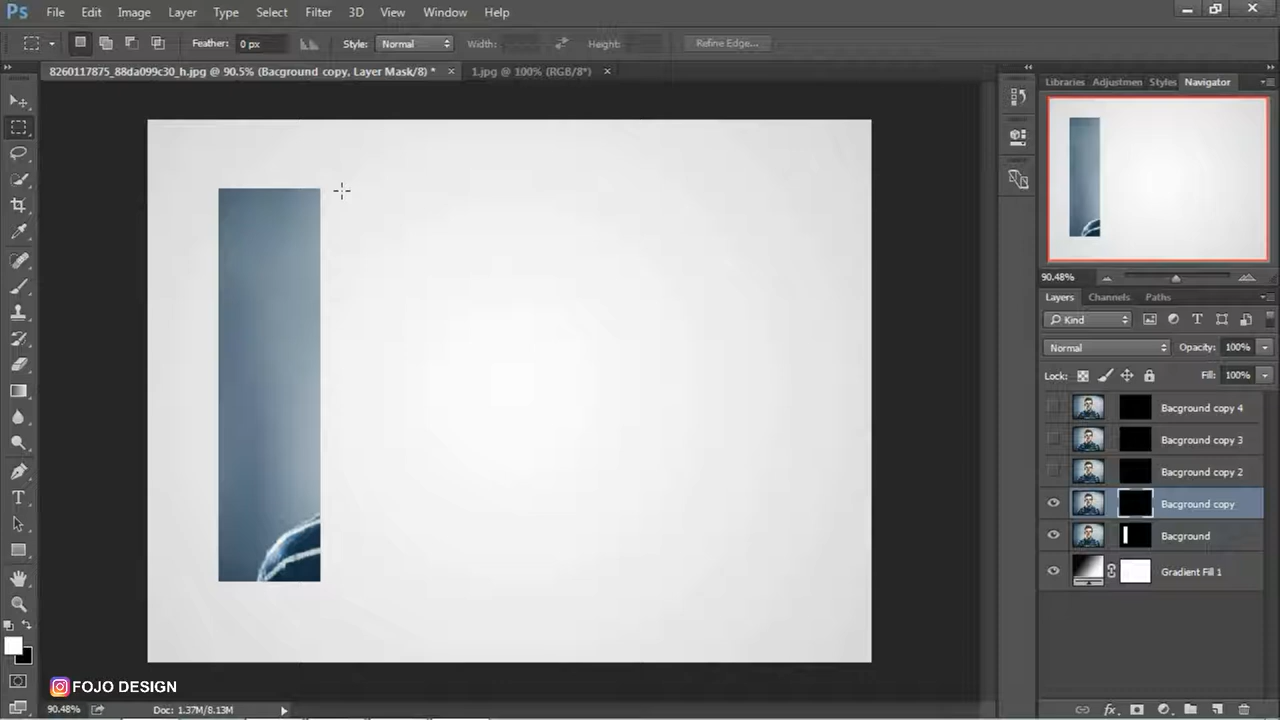 Ps File Edit Image Layer Type Select Filter 3D View Window Help
Feather: 0 px Style: Normal Width: Height: Refine Edge...
8260117875_88da099c30_h.jpg @ 90.5% (Bacground copy, Layer Mask/8) * × 1.jpg @ 100% (RGB/8*) ×
Libraries Adjustmen Styles Navigator
90.48%
Layers Channels Paths
Kind
Normal Opacity: 100%
Lock: Fill: 100%
Bacground copy 4
Bacground copy 3
Bacground copy 2
Bacground copy
Bacground
Gradient Fill 1
FOJO DESIGN
90.48% Doc: 1.37M/8.13M
fx